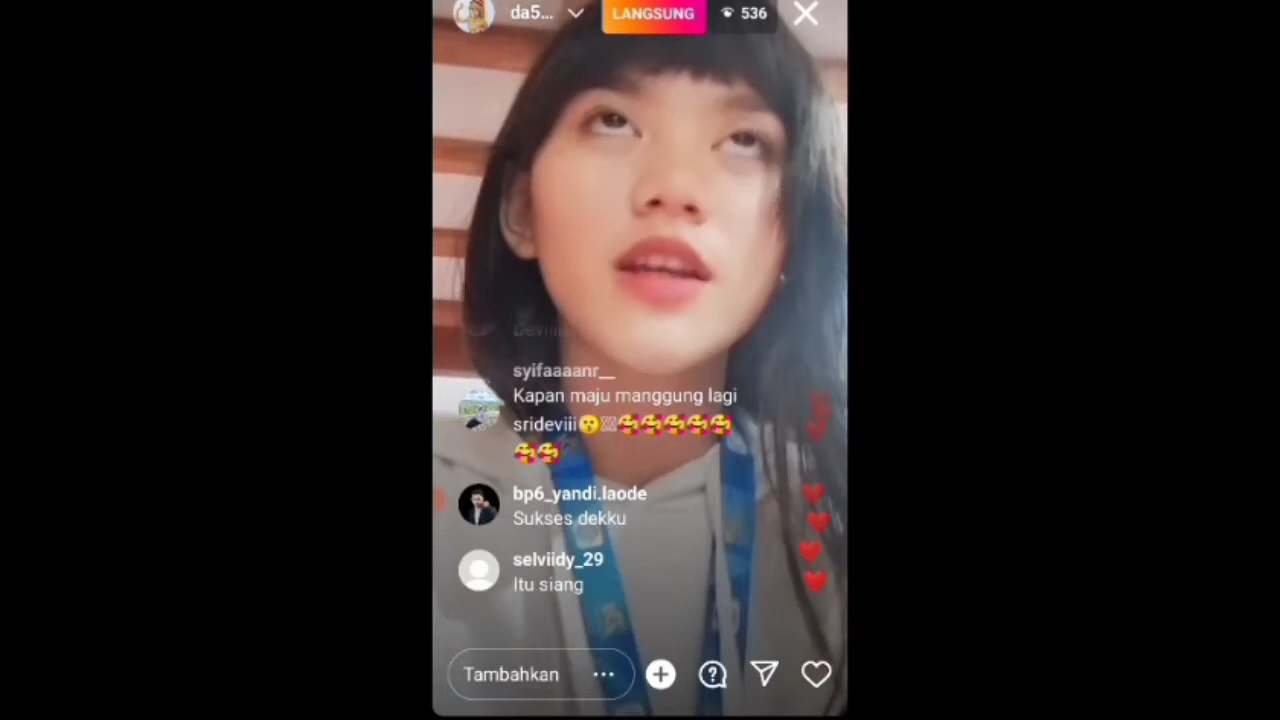 da5...
LANGSUNG
536
syifaaaanr__
Kapan maju manggung lagi
srideviii😗🥰🥰🥰🥰🥰
🥰🥰
bp6_yandi.laode
Sukses dekku
selviidy_29
Itu siang
Tambahkan